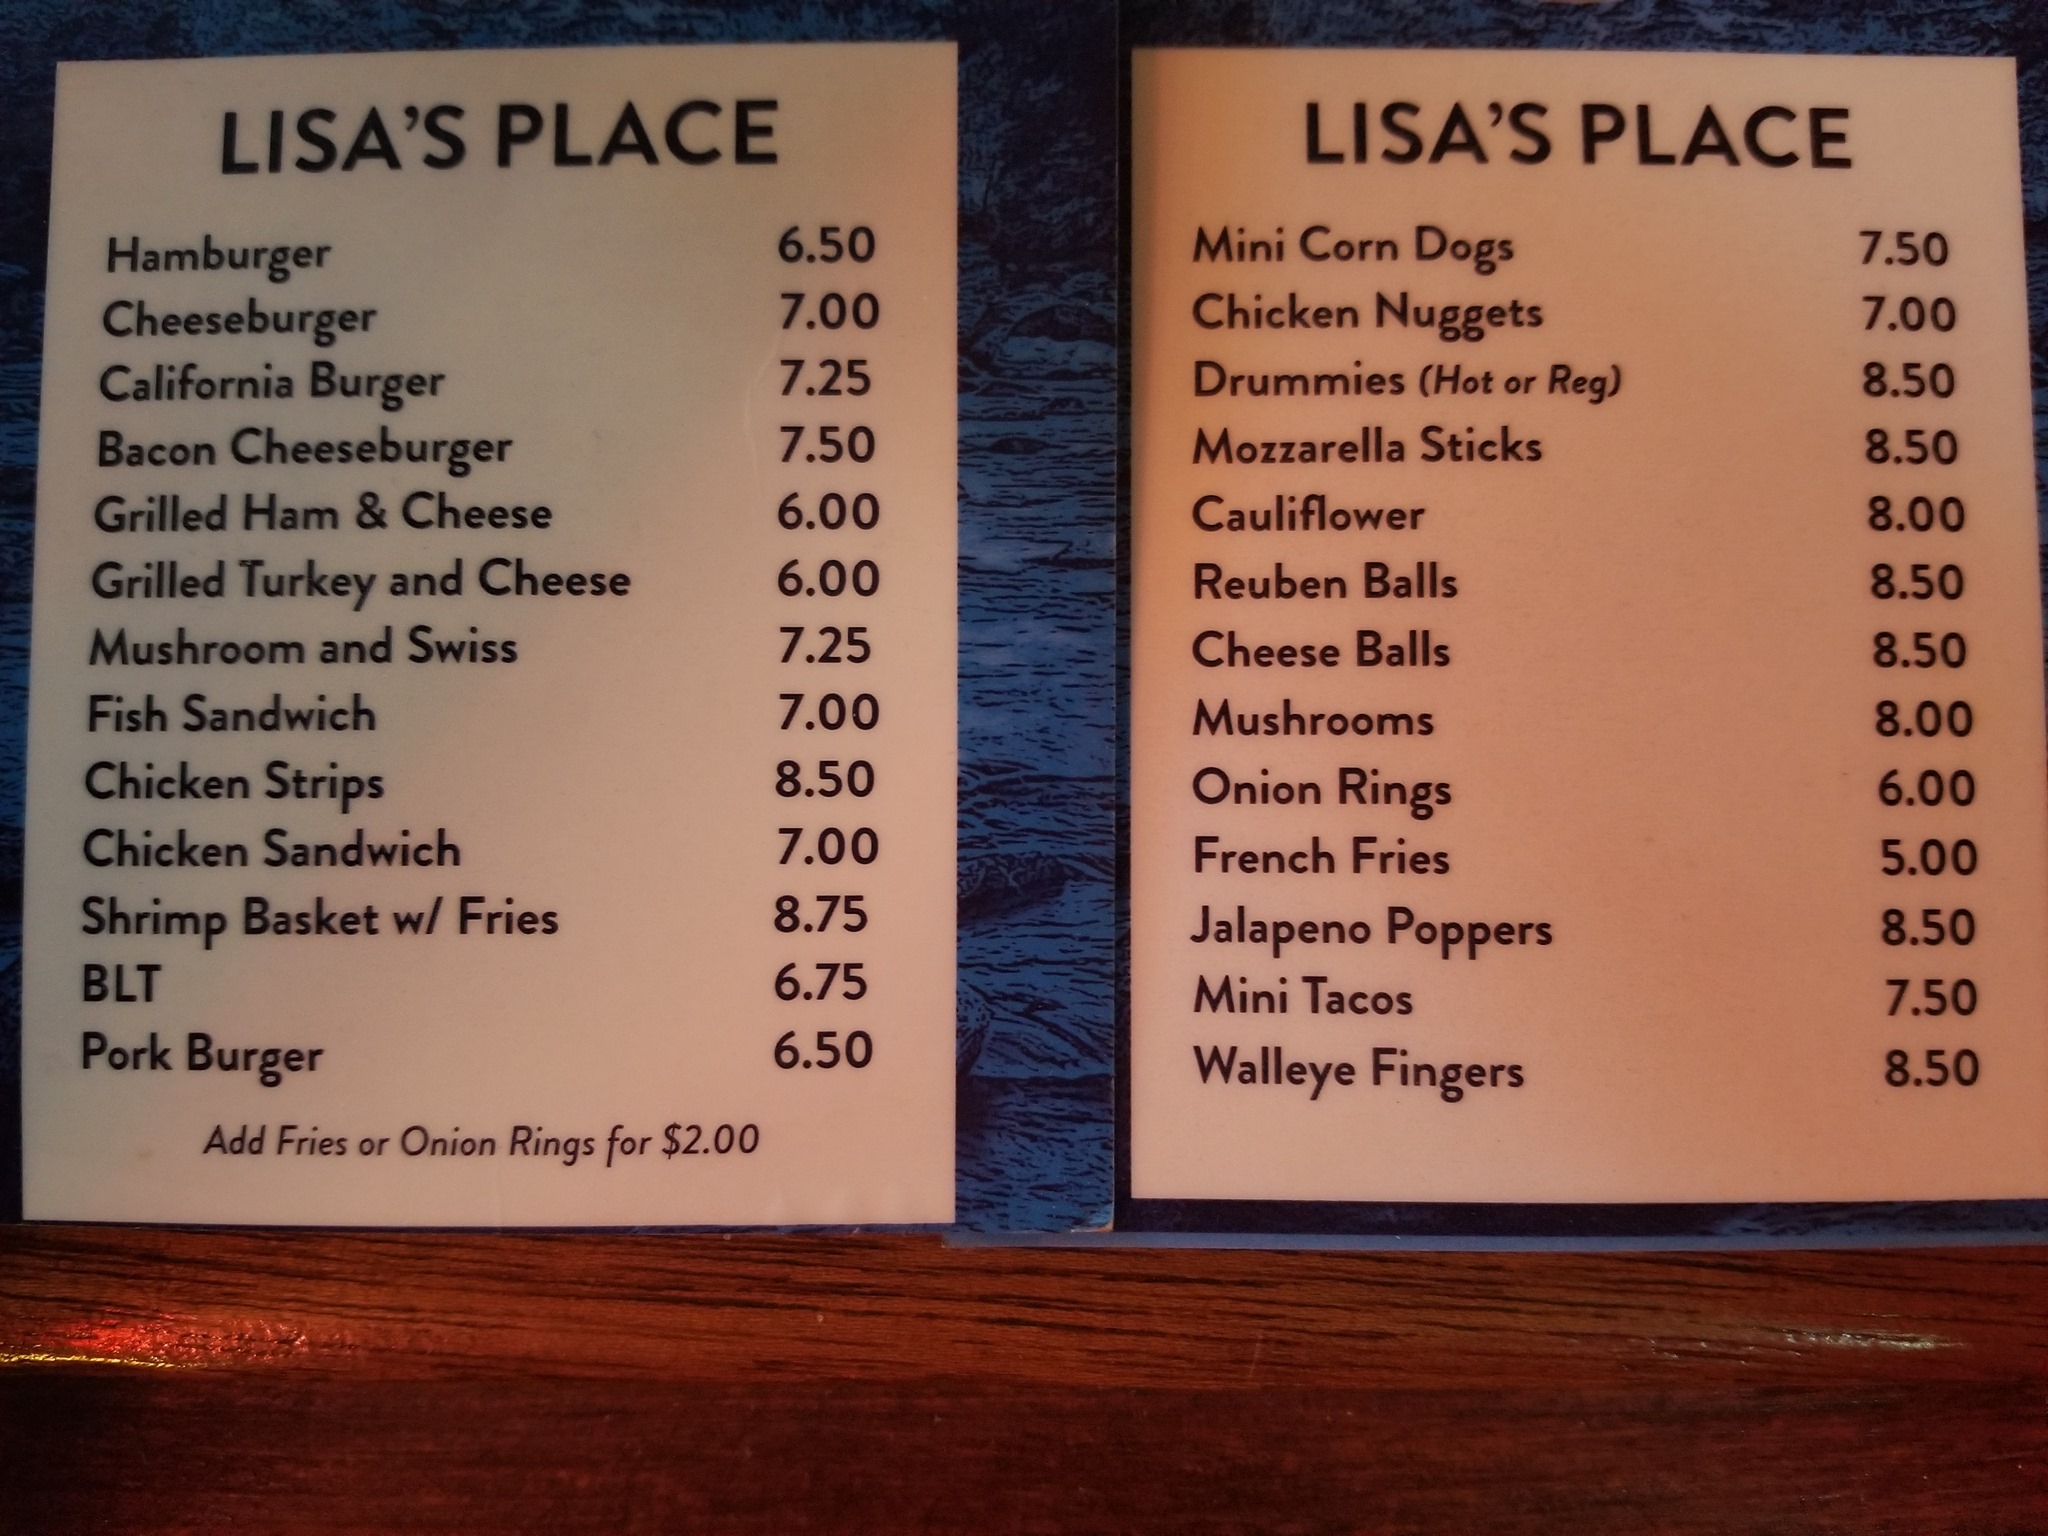 LISA'S PLACE
Hamburger 6.50
Cheeseburger 7.00
California Burger 7.25
Bacon Cheeseburger 7.50
Grilled Ham & Cheese 6.00
Grilled Turkey and Cheese 6.00
Mushroom and Swiss 7.25
Fish Sandwich 7.00
Chicken Strips 8.50
Chicken Sandwich 7.00
Shrimp Basket w/ Fries 8.75
BLT 6.75
Pork Burger 6.50
Add Fries or Onion Rings for $2.00
LISA'S PLACE
Mini Corn Dogs 7.50
Chicken Nuggets 7.00
Drummies (Hot or Reg) 8.50
Mozzarella Sticks 8.50
Cauliflower 8.00
Reuben Balls 8.50
Cheese Balls 8.50
Mushrooms 8.00
Onion Rings 6.00
French Fries 5.00
Jalapeno Poppers 8.50
Mini Tacos 7.50
Walleye Fingers 8.50